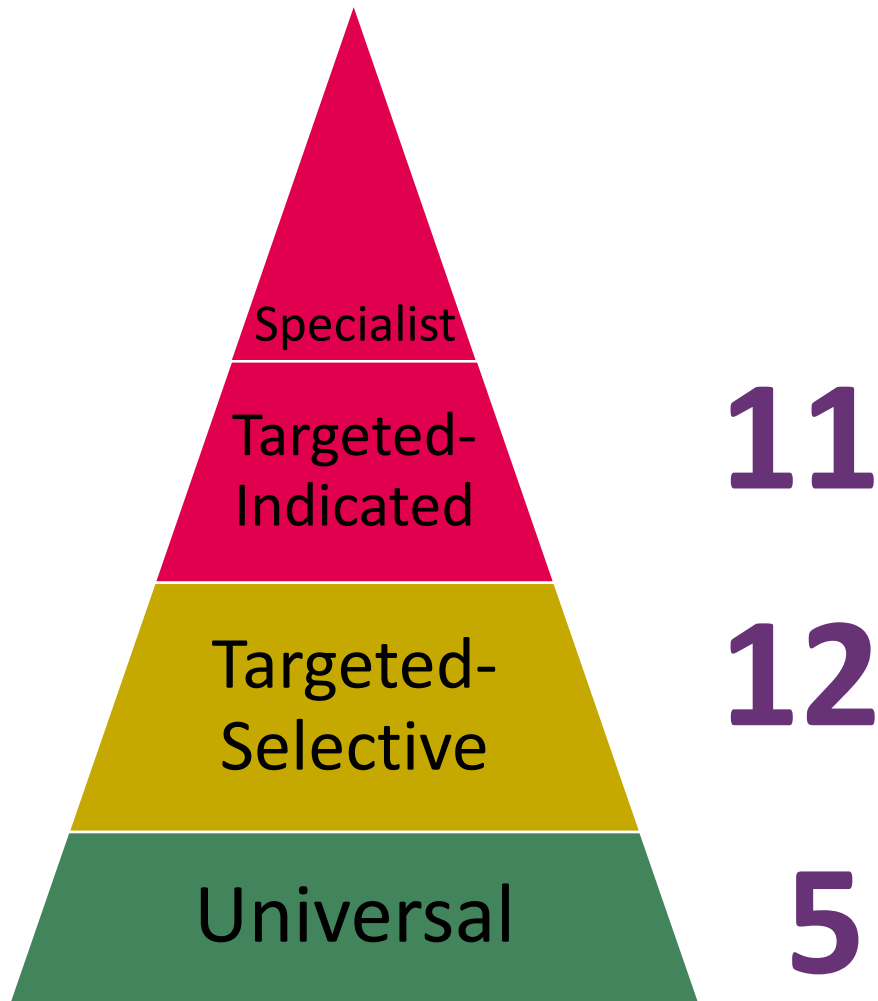 Specialist
Targeted-
Indicated
11
Targeted-
Selective
12
Universal
5